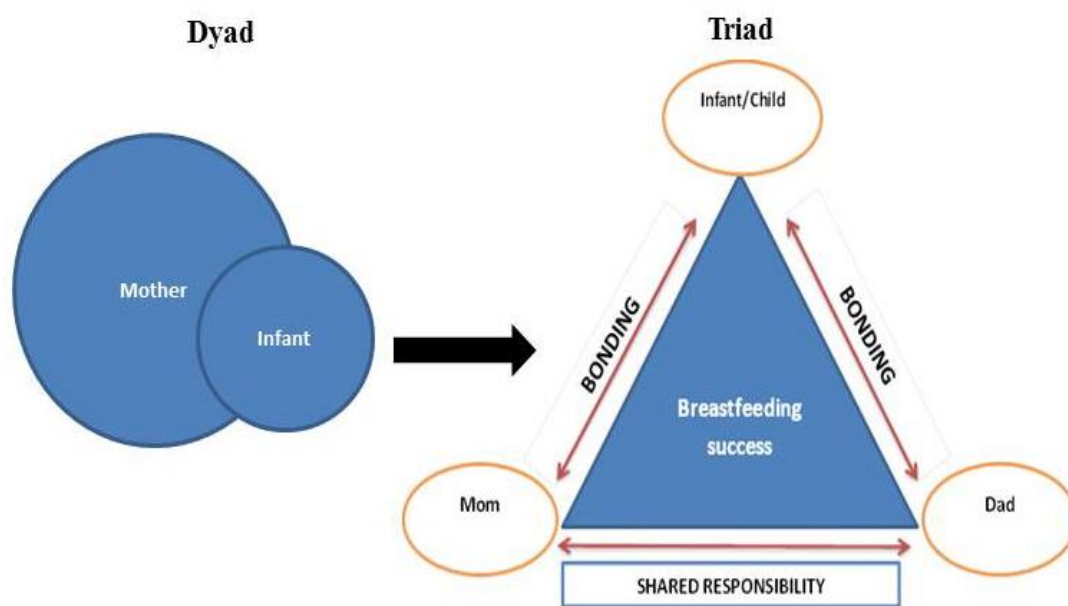 Dyad
Triad
Infant/Child
Mother
Infant
BONDING
BONDING
Breastfeeding
success
Mom
Dad
SHARED RESPONSIBILITY